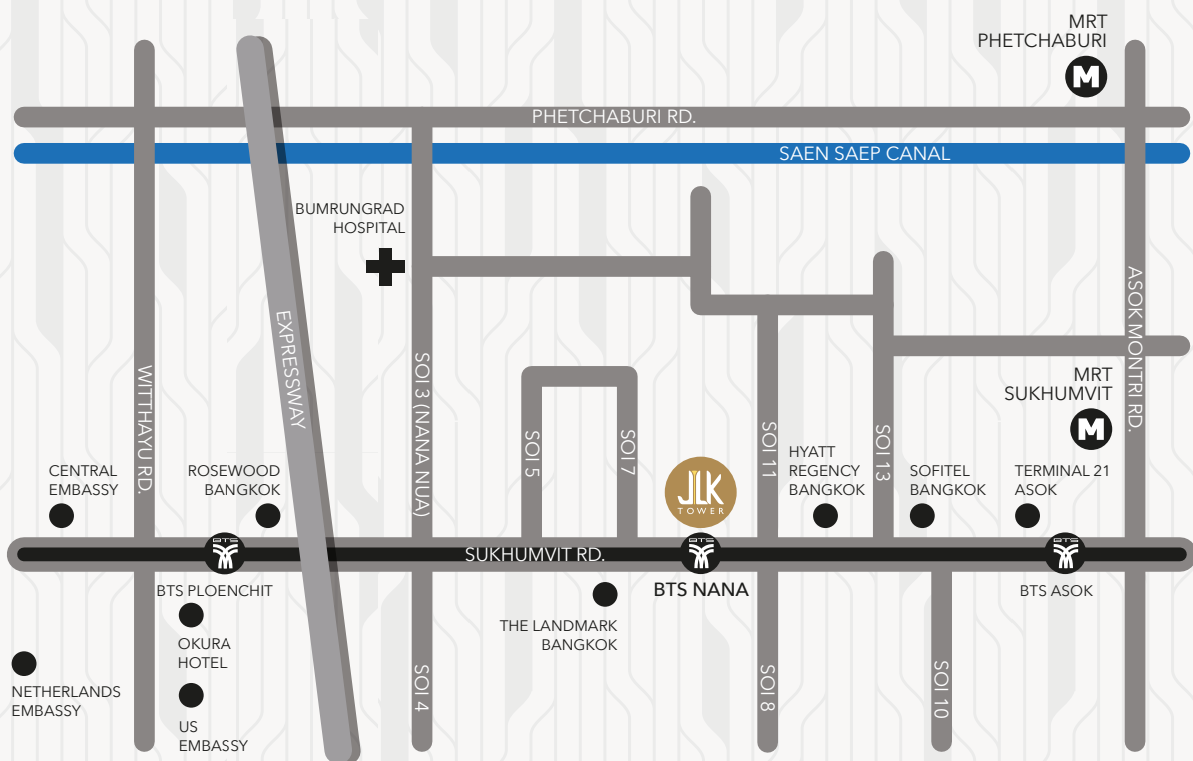 MRT
PHETCHABURI
M
PHETCHABURI RD.
SAEN SAEP CANAL
BUMRUNGRAD
HOSPITAL
EXPRESSWAY
WITTHAYU RD.
SOI 3 (NANA NUA)
SOI 5
SOI 7
SOI 11
SOI 13
ASOK MONTRI RD.
MRT
SUKHUMVIT
M
CENTRAL
EMBASSY
ROSEWOOD
BANGKOK
JLK
TOWER
HYATT
REGENCY
BANGKOK
SOFITEL
BANGKOK
TERMINAL 21
ASOK
BTS
BTS
BTS
SUKHUMVIT RD.
BTS PLOENCHIT
BTS NANA
BTS ASOK
OKURA
HOTEL
THE LANDMARK
BANGKOK
NETHERLANDS
EMBASSY
US
EMBASSY
SOI 4
SOI 8
SOI 10